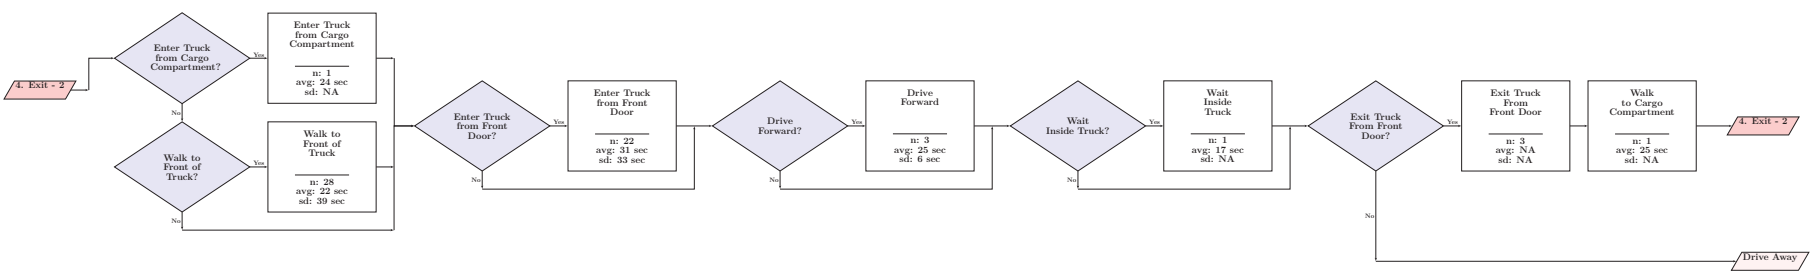 4. Exit - 2
Enter Truck
from Cargo
Compartment?
Yes
No
Enter Truck
from Cargo
Compartment
n: 1
avg: 24 sec
sd: NA
Walk to
Front of
Truck?
Yes
No
Walk to
Front of
Truck
n: 28
avg: 22 sec
sd: 39 sec
Enter Truck
from Front
Door?
Yes
No
Enter Truck
from Front
Door
n: 22
avg: 31 sec
sd: 33 sec
Drive
Forward?
Yes
No
Drive
Forward
n: 3
avg: 25 sec
sd: 6 sec
Wait
Inside Truck?
Yes
No
Wait
Inside
Truck
n: 1
avg: 17 sec
sd: NA
Exit Truck
From Front
Door?
Yes
No
Exit Truck
From
Front Door
n: 3
avg: NA
sd: NA
Walk
to Cargo
Compartment
n: 1
avg: 25 sec
sd: NA
4. Exit - 2
Drive Away